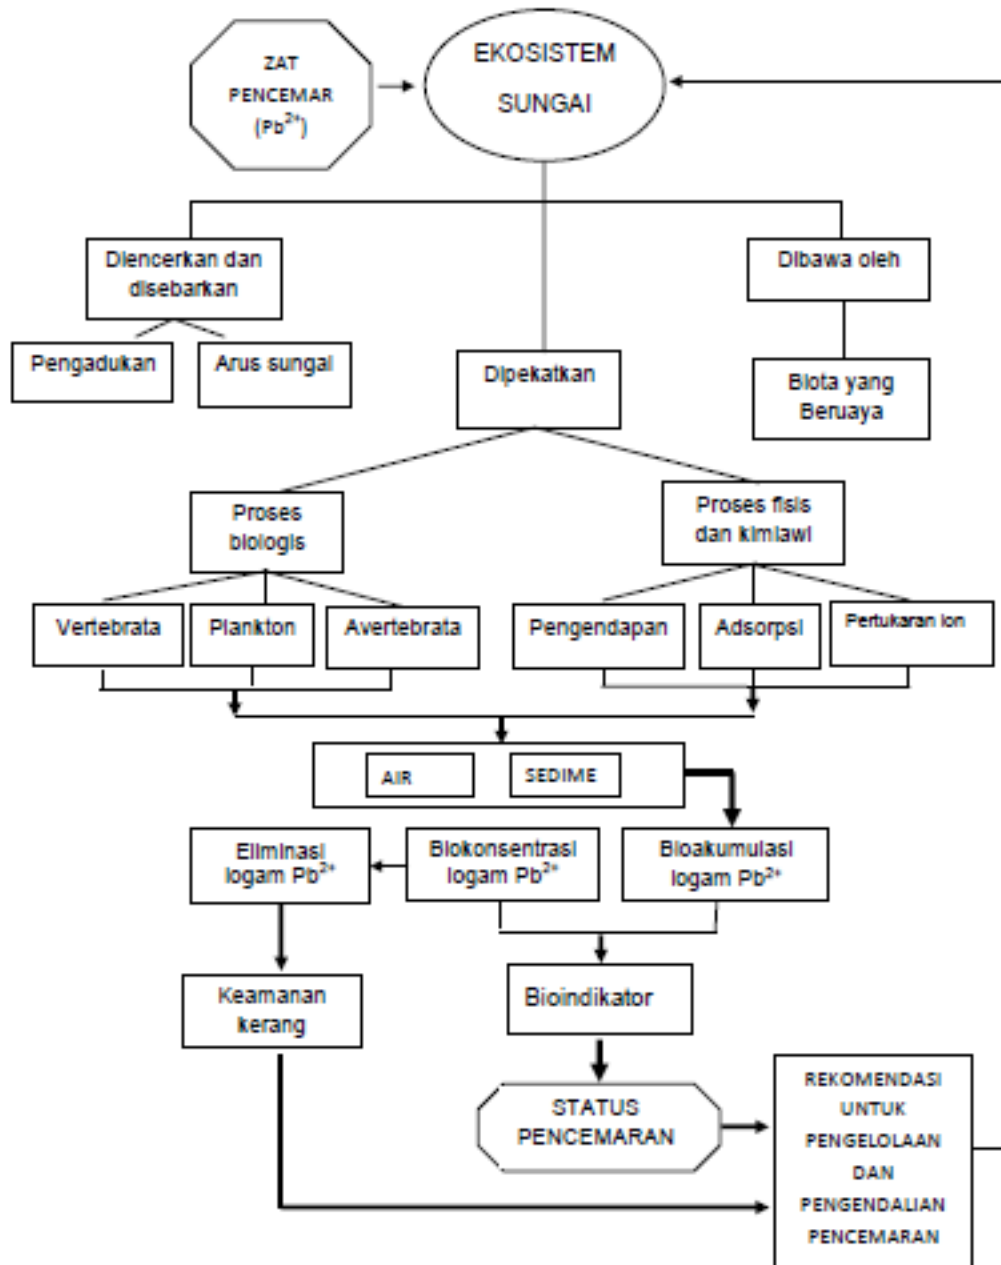 ZAT
PENCEMAR
(Pb²⁺)
EKOSISTEM
SUNGAI
Diencerkan dan
disebarkan
Dibawa oleh
Pengadukan
Arus sungai
Dipekatkan
Biota yang
Beruaya
Proses
biologis
Proses fisis
dan kimiawi
Vertebrata
Plankton
Avertebrata
Pengendapan
Adsorpsi
Pertukaran ion
AIR
SEDIME
Eliminasi
logam Pb²⁺
Biokonsentrasi
logam Pb²⁺
Bioakumulasi
logam Pb²⁺
Keamanan
kerang
Bioindikator
STATUS
PENCEMARAN
REKOMENDASI
UNTUK
PENGELOLAAN
DAN
PENGENDALIAN
PENCEMARAN